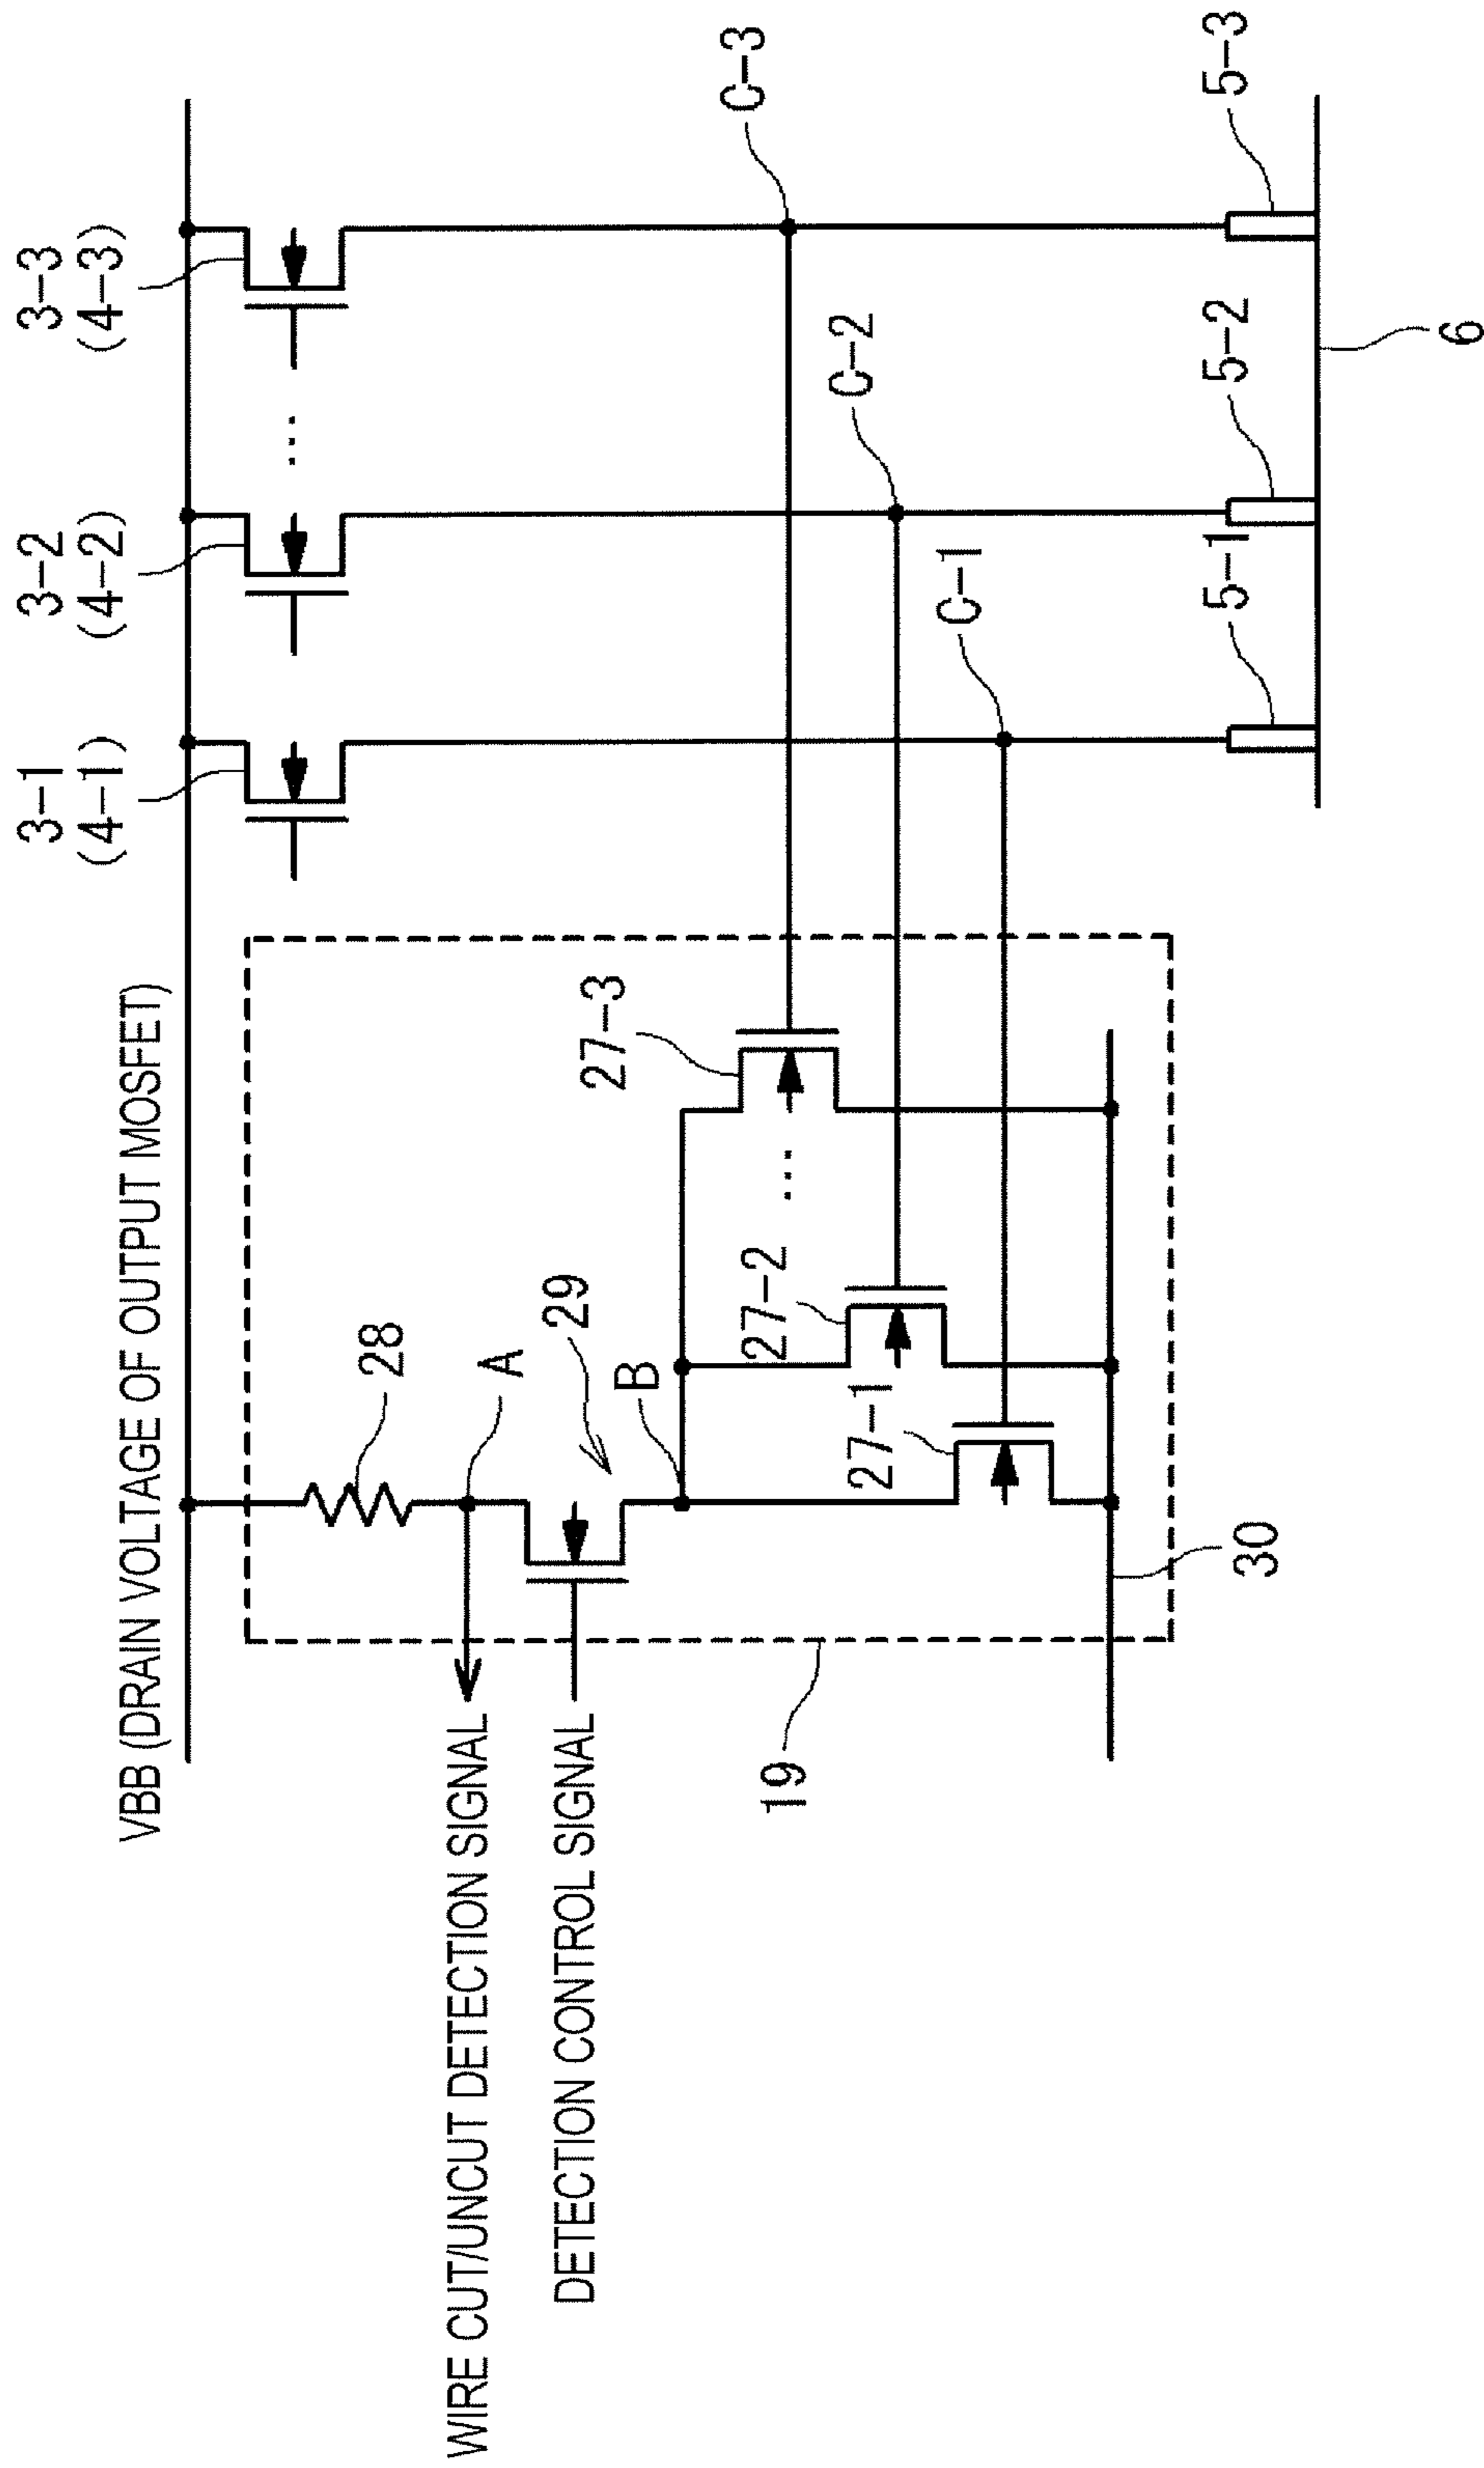 VBB (DRAIN VOLTAGE OF OUTPUT MOSFET)
3-1
(4-1)
3-2
(4-2)
3-3
(4-3)
...
28
A
WIRE CUT/UNCUT DETECTION SIGNAL
29
DETECTION CONTROL SIGNAL
B
27-3
...
27-2
27-1
C-3
C-2
C-1
19
30
5-1
5-2
5-3
6